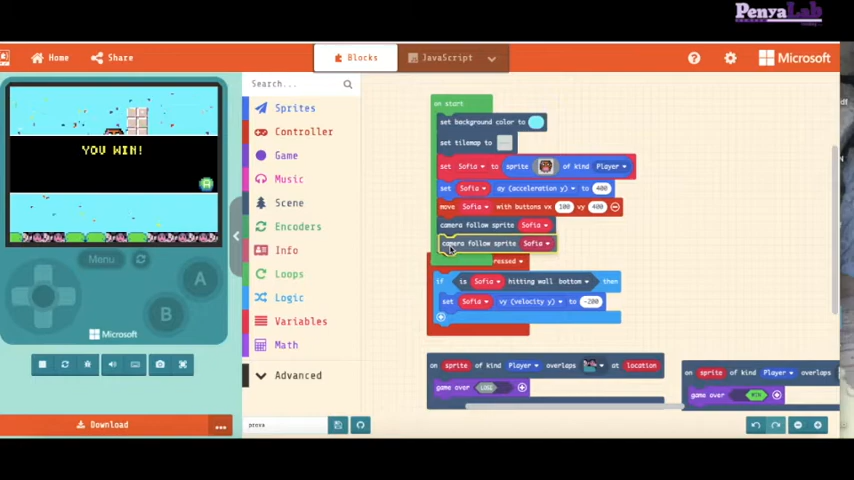 PenyaLab
Home
Share
Blocks
JavaScript
Microsoft
Search...
YOU WIN!
A
Menu
A
B
Microsoft
Sprites
Controller
Game
Music
Scene
Encoders
Info
Loops
Logic
Variables
Math
Advanced
on start
set background color to
set tilemap to
set Sofia to sprite of kind Player
set Sofia ay (acceleration y) to 400
move Sofia with buttons vx 100 vy 400
camera follow sprite Sofia
camera follow sprite Sofia
ressed
if is Sofia hitting wall bottom then
set Sofia vy (velocity y) to -200
on sprite of kind Player overlaps at location
game over LOSE
on sprite of kind Player overlaps
game over WIN
Download
prova